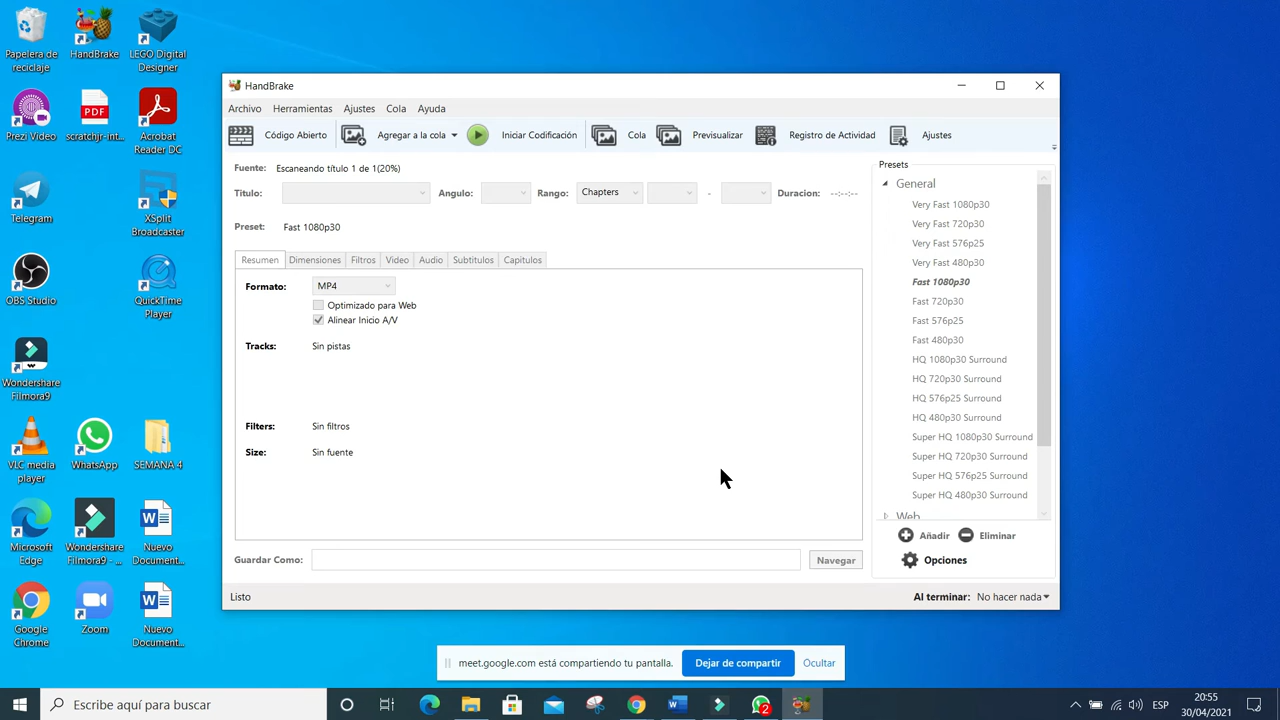 Papelera de
reciclaje
HandBrake
LEGO Digital
Designer
Prezi Video
PDF
scratchjr-int...
Acrobat
Reader DC
Telegram
XSplit
Broadcaster
OBS Studio
QuickTime
Player
Wondershare
Filmora9
VLC media
player
WhatsApp
SEMANA 4
Microsoft
Edge
Wondershare
Filmora9 - ...
Nuevo
Document...
Google
Chrome
Zoom
Nuevo
Document...
HandBrake
Archivo Herramientas Ajustes Cola Ayuda
Código Abierto Agregar a la cola Iniciar Codificación Cola Previsualizar Registro de Actividad Ajustes
Fuente: Escaneando título 1 de 1(20%)
Titulo: Angulo: Rango: Chapters - Duracion: --:--:--
Preset: Fast 1080p30
Resumen Dimensiones Filtros Video Audio Subtitulos Capitulos
Formato: MP4
Optimizado para Web
Alinear Inicio A/V
Tracks: Sin pistas
Filters: Sin filtros
Size: Sin fuente
Guardar Como: Navegar
Presets
General
Very Fast 1080p30
Very Fast 720p30
Very Fast 576p25
Very Fast 480p30
Fast 1080p30
Fast 720p30
Fast 576p25
Fast 480p30
HQ 1080p30 Surround
HQ 720p30 Surround
HQ 576p25 Surround
HQ 480p30 Surround
Super HQ 1080p30 Surround
Super HQ 720p30 Surround
Super HQ 576p25 Surround
Super HQ 480p30 Surround
Web
Añadir Eliminar
Opciones
Listo Al terminar: No hacer nada
meet.google.com está compartiendo tu pantalla. Dejar de compartir Ocultar
Escribe aquí para buscar
2
ESP
20:55
30/04/2021